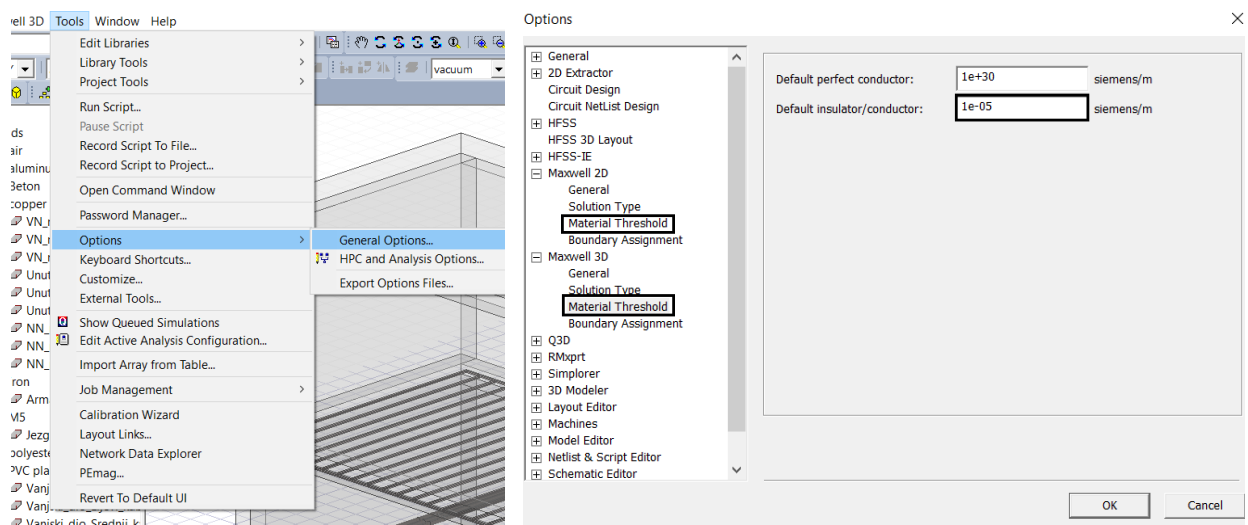 vell 3D Tools Window Help
Edit Libraries
Library Tools
Project Tools
Run Script...
Pause Script
Record Script To File...
Record Script to Project...
Open Command Window
Password Manager...
Options
Keyboard Shortcuts...
Customize...
External Tools...
Show Queued Simulations
Edit Active Analysis Configuration...
Import Array from Table...
Job Management
Calibration Wizard
Layout Links...
Network Data Explorer
PEmag...
Revert To Default UI
General Options...
HPC and Analysis Options...
Export Options Files...
vacuum
ds
air
aluminu
Beton
copper
VN_r
VN_r
VN_r
Unut
Unut
Unut
NN_
NN_
NN_
ron
Arm
M5
Jezg
polyeste
PVC pla
Vanj
Vanj
Vanjski_dio_Srednji_k
Options
General
2D Extractor
Circuit Design
Circuit NetList Design
HFSS
HFSS 3D Layout
HFSS-IE
Maxwell 2D
General
Solution Type
Material Threshold
Boundary Assignment
Maxwell 3D
General
Solution Type
Material Threshold
Boundary Assignment
Q3D
RMxprt
Simplorer
3D Modeler
Layout Editor
Machines
Model Editor
Netlist & Script Editor
Schematic Editor
Default perfect conductor: 1e+30 siemens/m
Default insulator/conductor: 1e-05 siemens/m
OK Cancel